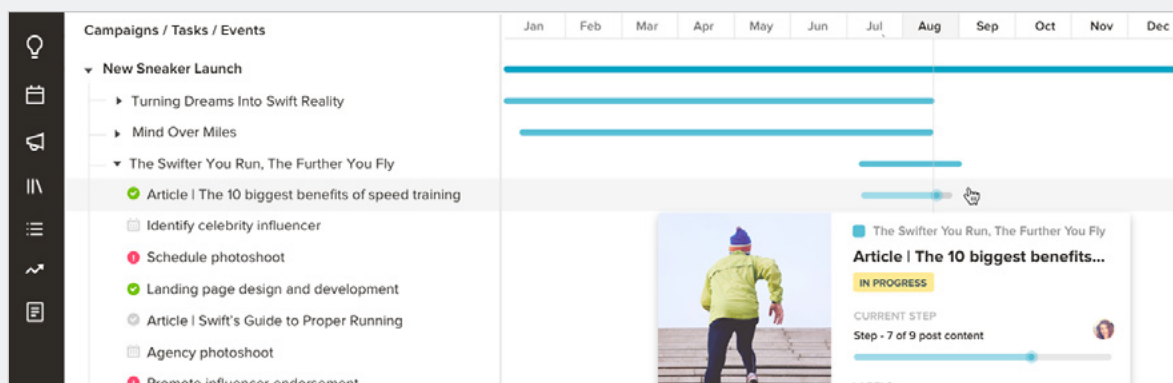 Campaigns / Tasks / Events
Jan Feb Mar Apr May Jun Jul Aug Sep Oct Nov Dec
New Sneaker Launch
Turning Dreams Into Swift Reality
Mind Over Miles
The Swifter You Run, The Further You Fly
Article | The 10 biggest benefits of speed training
Identify celebrity influencer
Schedule photoshoot
Landing page design and development
Article | Swift's Guide to Proper Running
Agency photoshoot
Promote influencer endorsement
The Swifter You Run, The Further You Fly
Article | The 10 biggest benefits...
IN PROGRESS
CURRENT STEP
Step - 7 of 9 post content